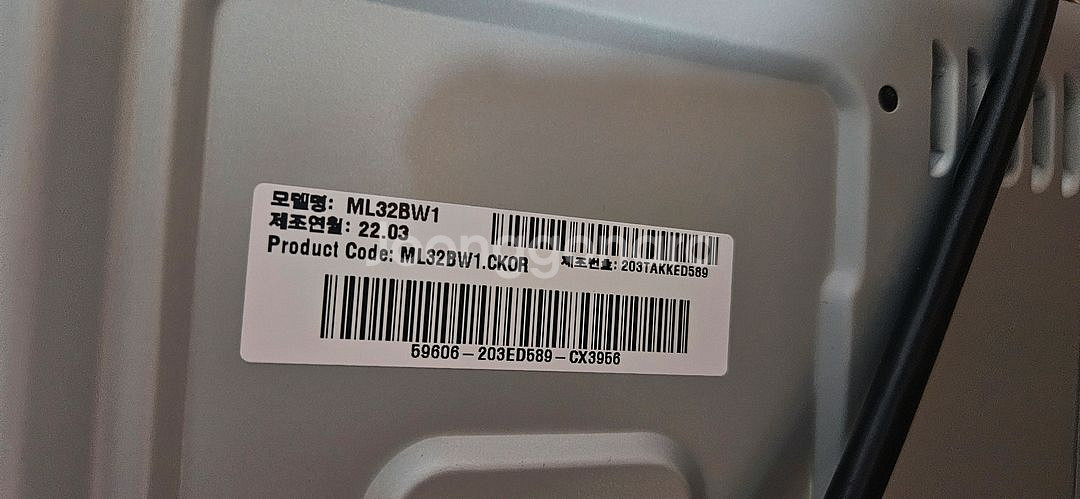 모델명: ML32BW1
제조연월: 22.03
Product Code: ML32BW1.CKOR
제조번호: 203TAKKED589
59606-203ED589-CX3956